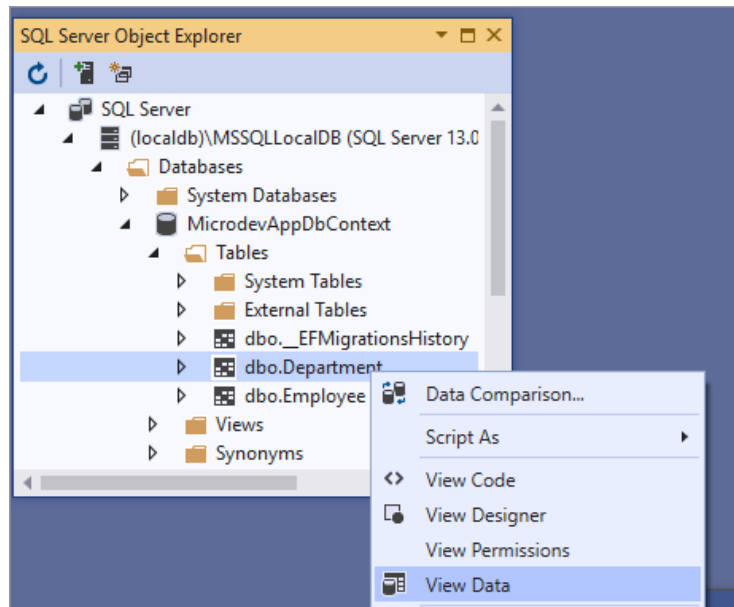 SQL Server Object Explorer
SQL Server
(localdb)\MSSQLLocalDB (SQL Server 13.0
Databases
System Databases
MicrodevAppDbContext
Tables
System Tables
External Tables
dbo.__EFMigrationsHistory
dbo.Department
dbo.Employee
Views
Synonyms
Data Comparison...
Script As
View Code
View Designer
View Permissions
View Data